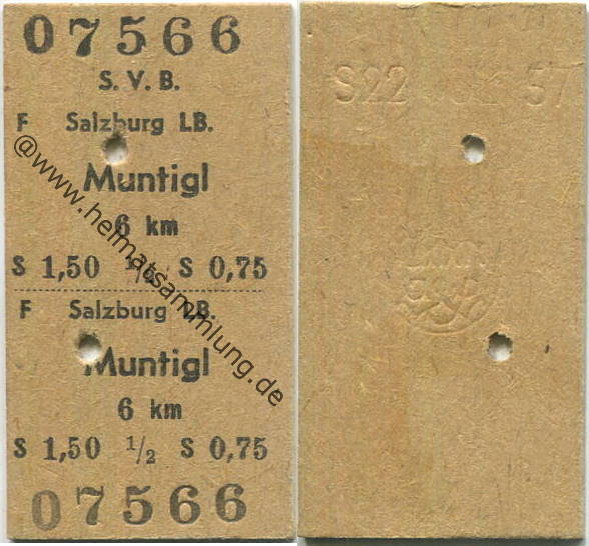 07566
S. V. B.
F Salzburg LB.
Muntigl
6 km
S 1,50 1/2 S 0,75
F Salzburg LB.
Muntigl
6 km
S 1,50 1/2 S 0,75
07566
@www.heimatsammlung.de
S22 57